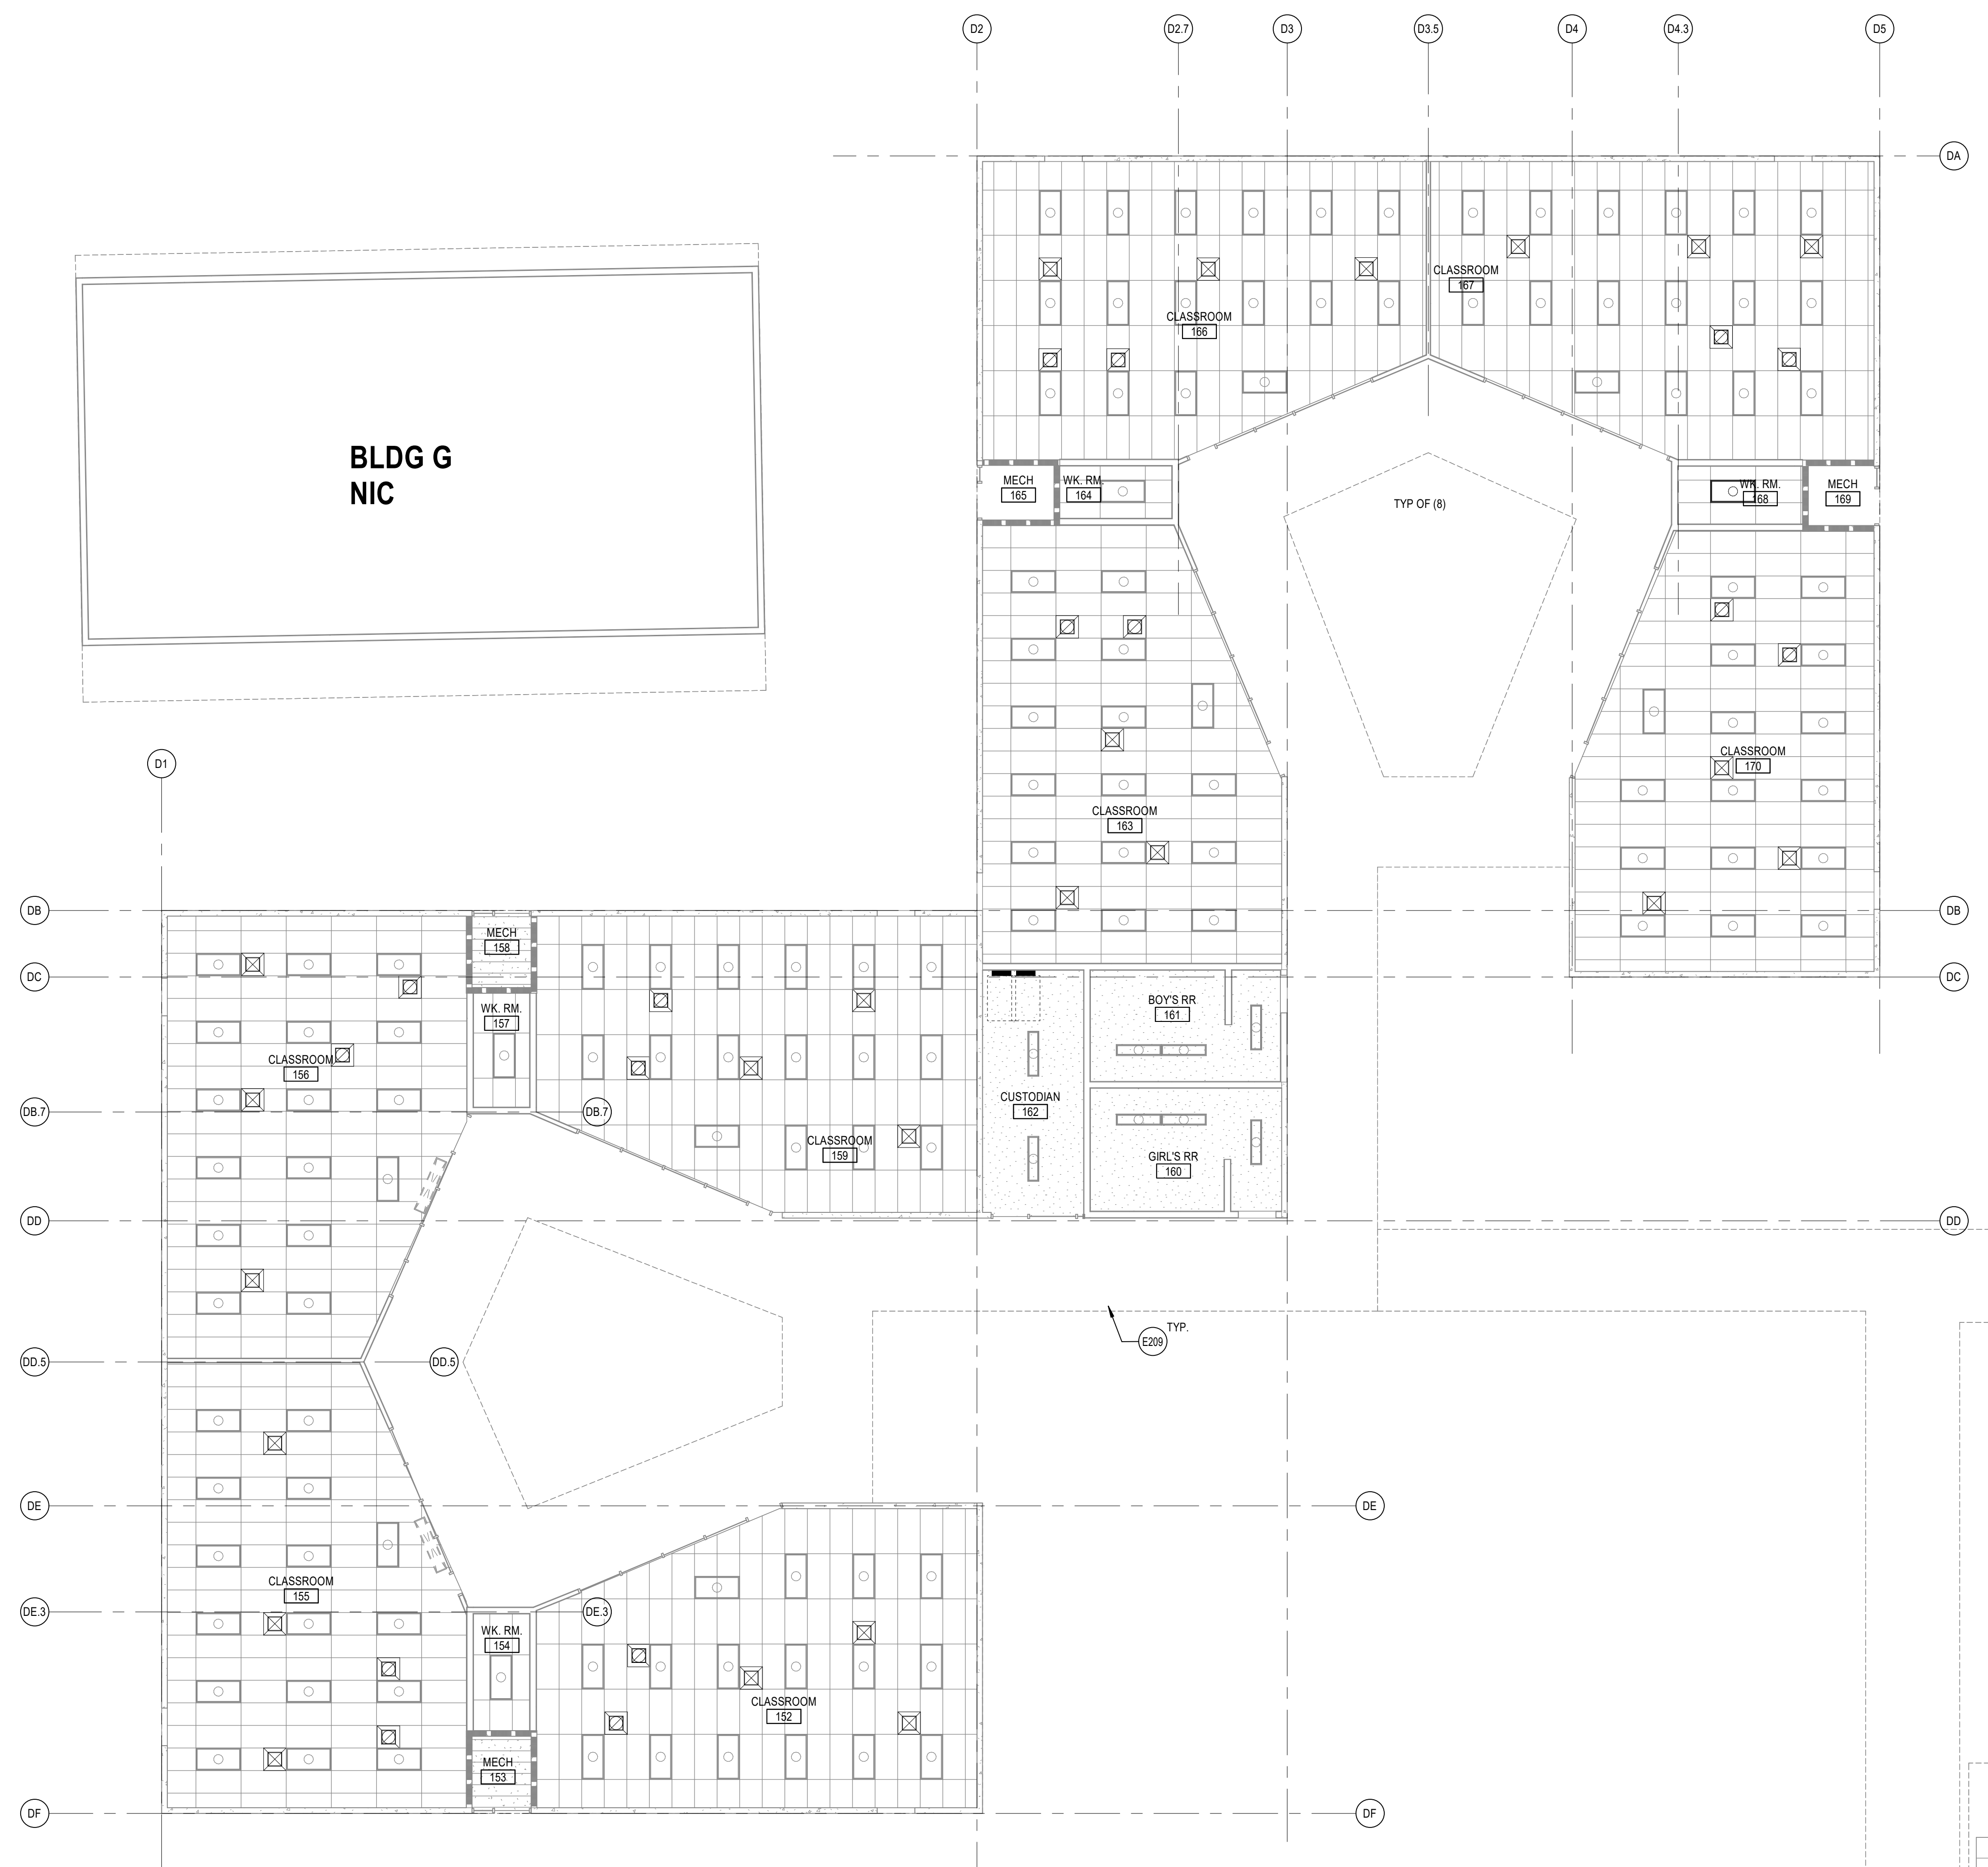 D2
D2.7
D3
D3.5
D4
D4.3
D5
DA
CLASSROOM
167
CLASSROOM
166
BLDG G
NIC
MECH
165
WK. RM.
164
TYP OF (8)
WK. RM.
168
MECH
169
D1
CLASSROOM
170
CLASSROOM
163
DB
DB
MECH
158
DC
DC
WK. RM.
157
BOY'S RR
161
CLASSROOM
156
CUSTODIAN
162
DB.7
DB.7
CLASSROOM
159
GIRL'S RR
160
DD
DD
TYP.
E209
DD.5
DD.5
DE
DE
CLASSROOM
155
DE.3
DE.3
WK. RM.
154
CLASSROOM
152
MECH
153
DF
DF